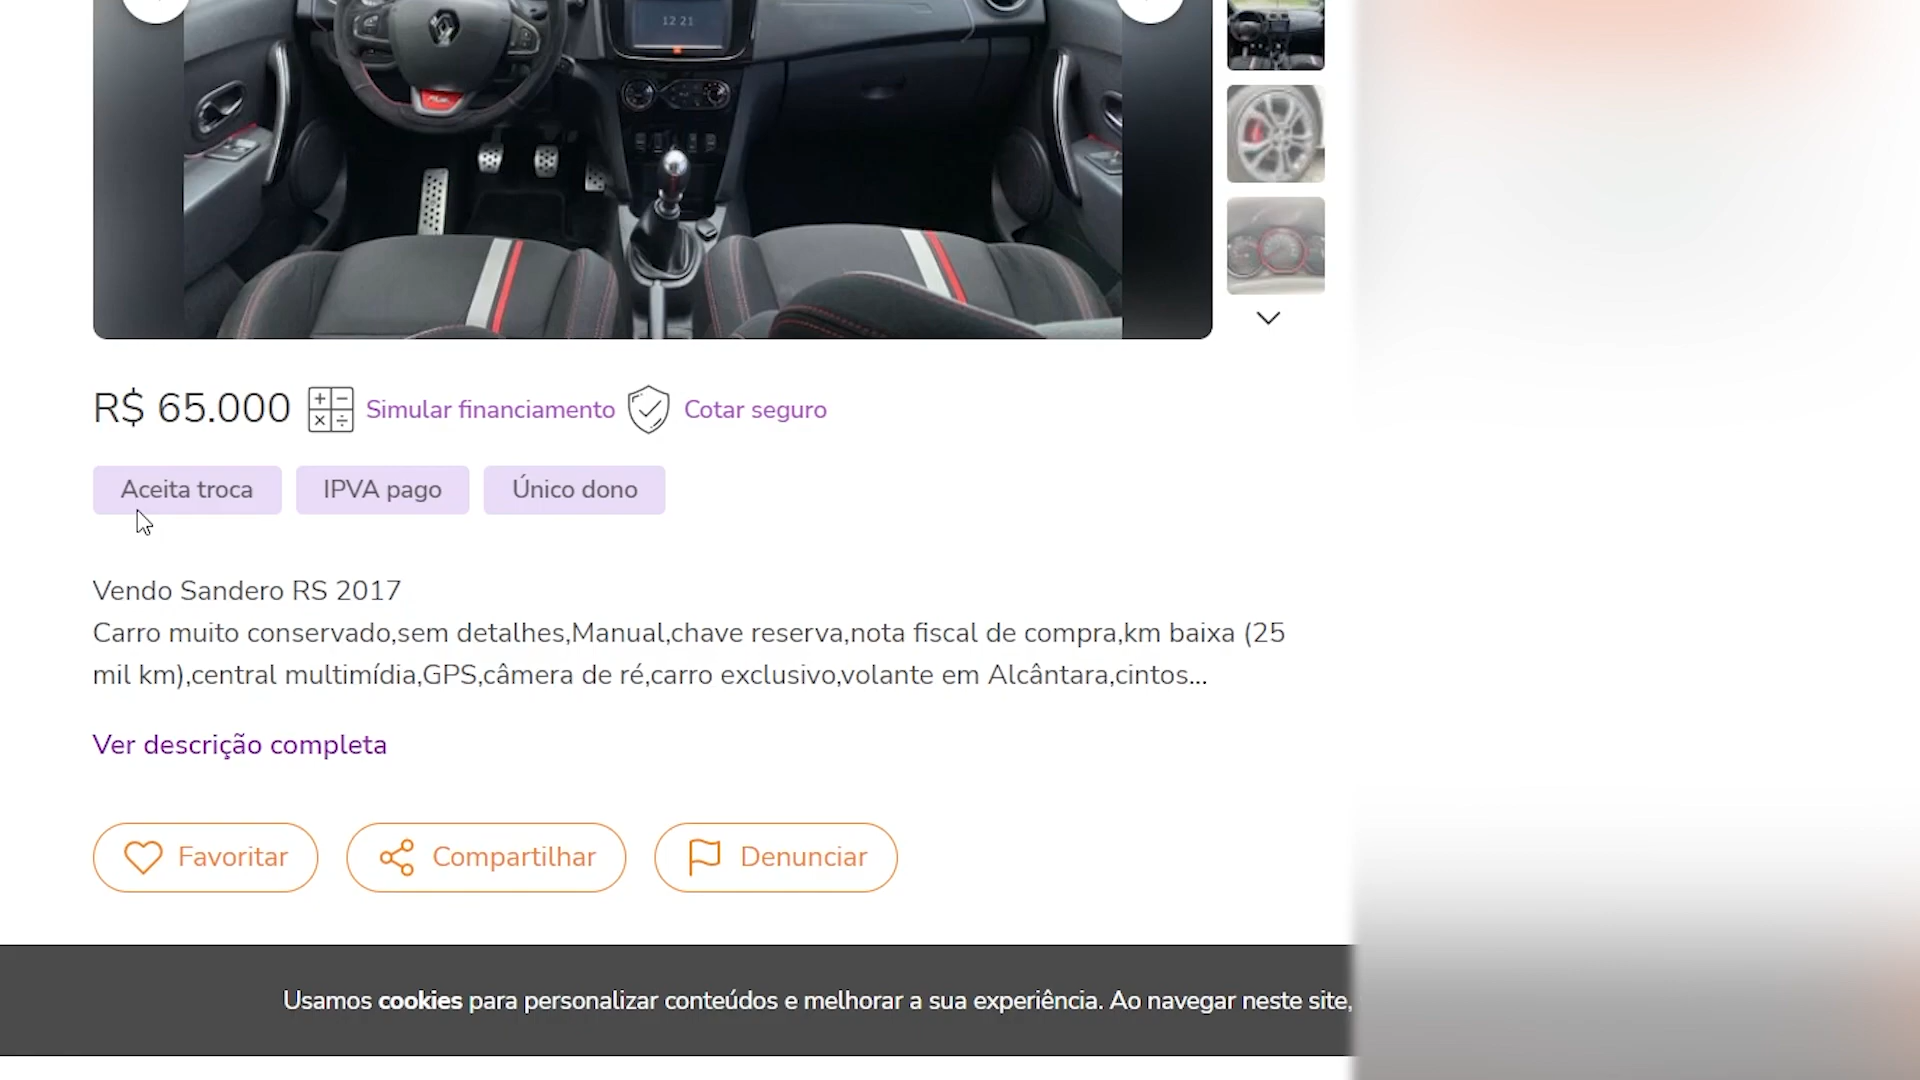 12 21
R$ 65.000
Simular financiamento
Cotar seguro
Aceita troca
IPVA pago
Único dono
Vendo Sandero RS 2017
Carro muito conservado,sem detalhes,Manual,chave reserva,nota fiscal de compra,km baixa (25
mil km),central multimídia,GPS,câmera de ré,carro exclusivo,volante em Alcântara,cintos...
Ver descrição completa
Favoritar
Compartilhar
Denunciar
Usamos cookies para personalizar conteúdos e melhorar a sua experiência. Ao navegar neste site,